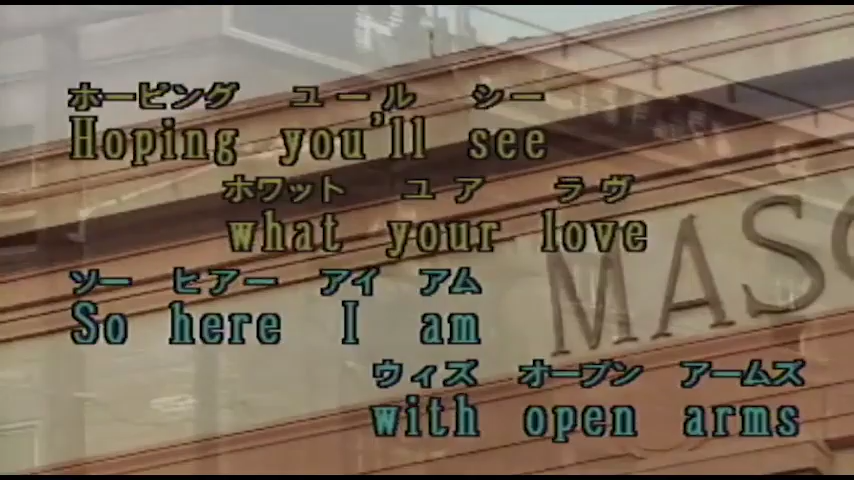 ホーピング ユール シー
Hoping you'll see
ホワット ユア ラヴ
what your love
ソー ヒアー アイ アム
So here I am
ウィズ オープン アームズ
with open arms
MAS